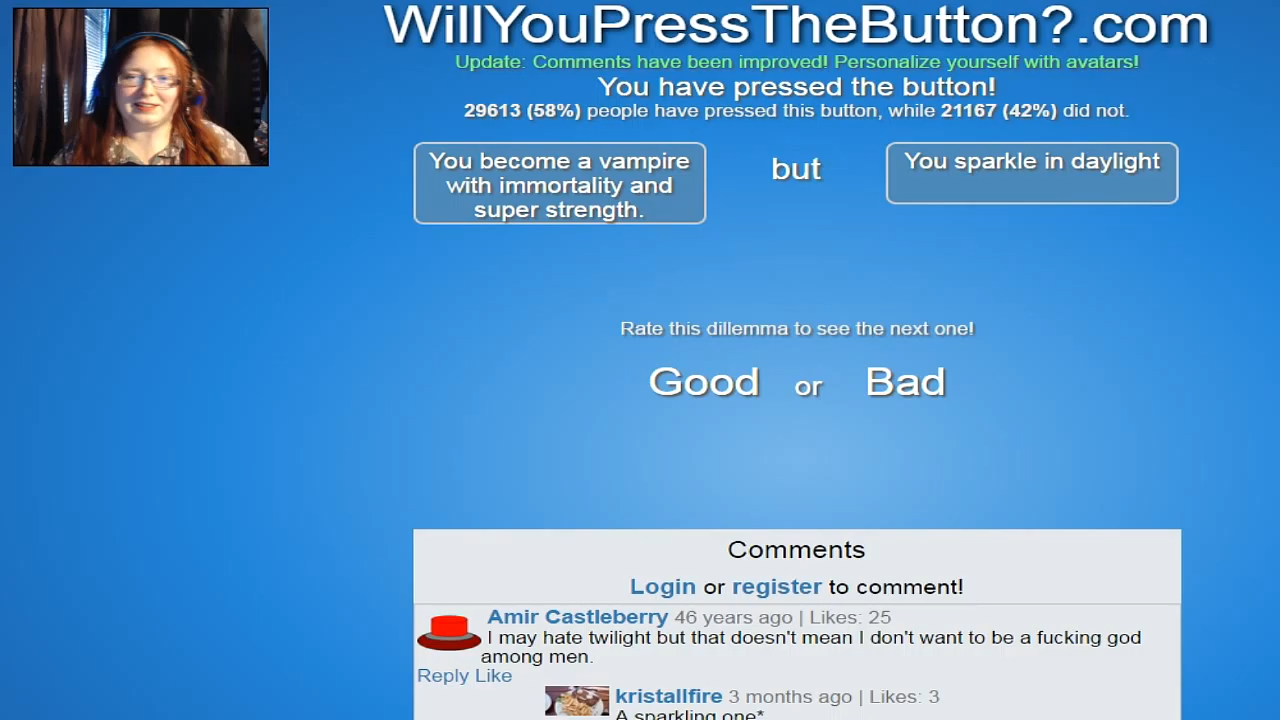 WillYouPressTheButton?.com
Update: Comments have been improved! Personalize yourself with avatars!
You have pressed the button!
29613 (58%) people have pressed this button, while 21167 (42%) did not.
You become a vampire
with immortality and
super strength.
but
You sparkle in daylight
Rate this dillemma to see the next one!
Good or Bad
Comments
Login or register to comment!
Amir Castleberry 46 years ago | Likes: 25
I may hate twilight but that doesn't mean I don't want to be a fucking god
among men.
Reply Like
kristallfire 3 months ago | Likes: 3
A sparkling one*